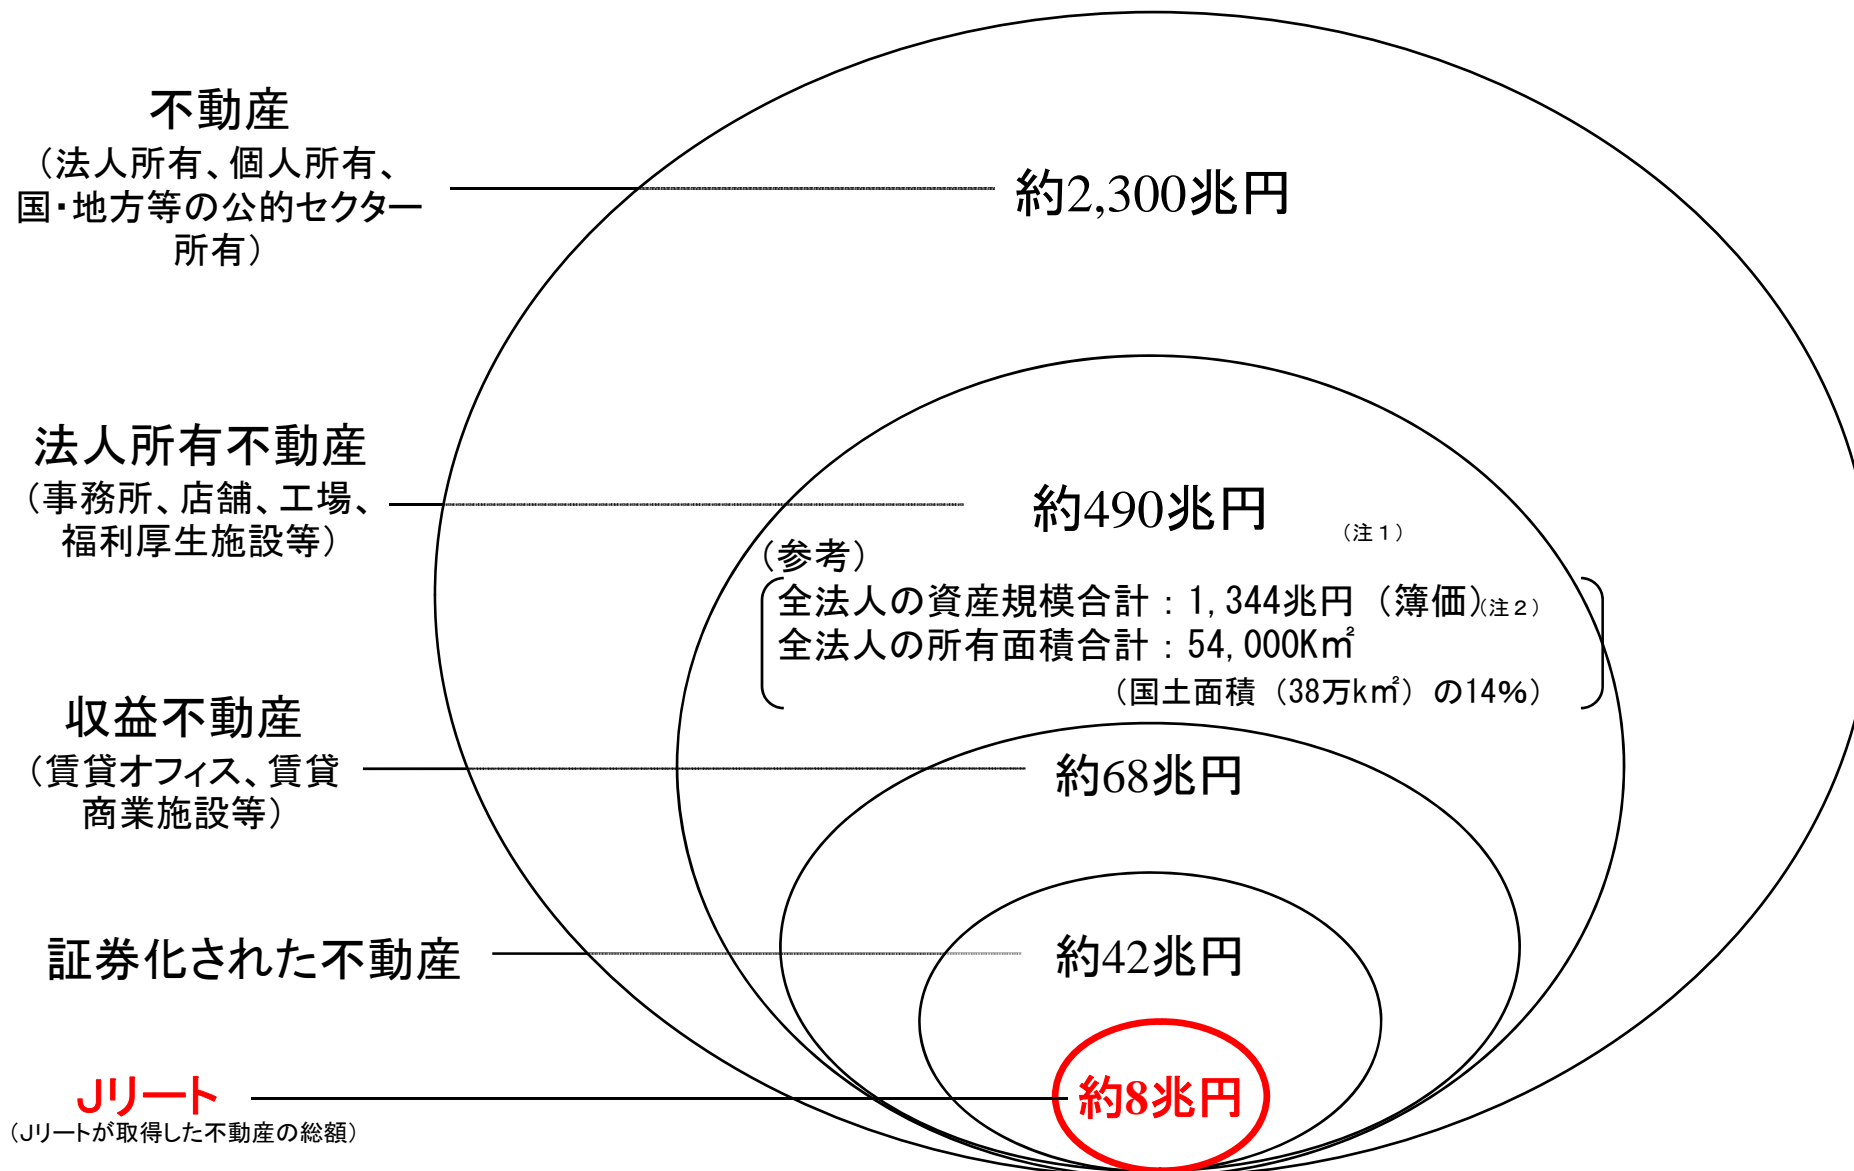 不動産
（法人所有、個人所有、
国・地方等の公的セクター
所有）
約2,300兆円
法人所有不動産
（事務所、店舗、工場、
福利厚生施設等）
約490兆円
（注１）
（参考）
全法人の資産規模合計：1,344兆円（簿価）（注２）
全法人の所有面積合計：54,000Km²
（国土面積（38万km²）の14%）
収益不動産
（賃貸オフィス、賃貸
商業施設等）
約68兆円
証券化された不動産
約42兆円
Jリート
（Jリートが取得した不動産の総額）
約8兆円